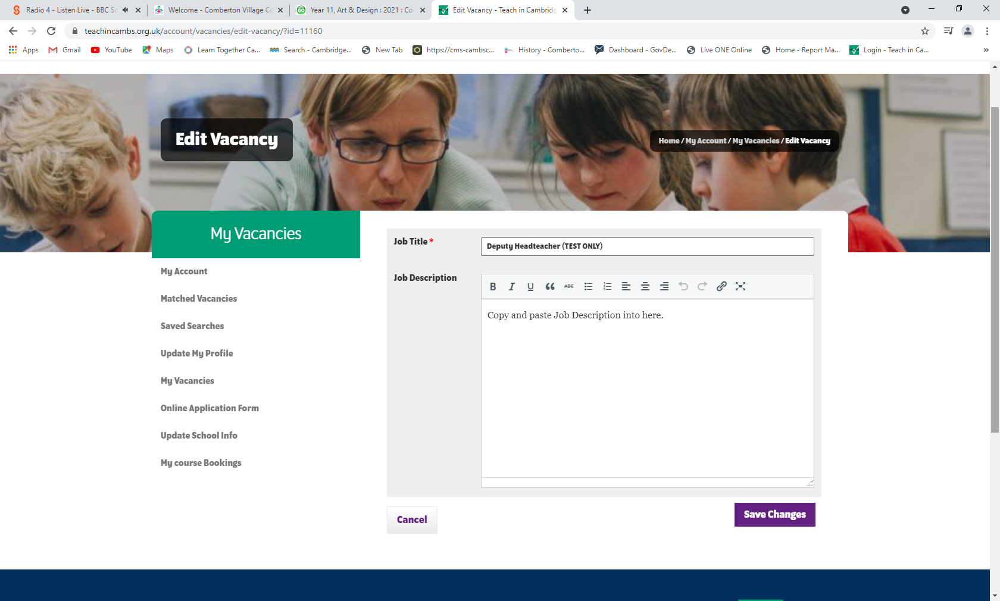 Radio 4 - Listen Live - BBC So
Welcome - Comberton Village Co
Year 11, Art & Design : 2021 : Co
Edit Vacancy - Teach in Cambridg
teachincambs.org.uk/account/vacancies/edit-vacancy/?id=11160
Apps
Gmail
YouTube
Maps
Learn Together Ca...
Search - Cambridge...
New Tab
https://cms-cambsc...
History - Comberto...
Dashboard - GovDe...
Live ONE Online
Home - Report Ma...
Login - Teach in Ca...
»
Edit Vacancy
Home / My Account / My Vacancies / Edit Vacancy
My Vacancies
My Account
Matched Vacancies
Saved Searches
Update My Profile
My Vacancies
Online Application Form
Update School Info
My course Bookings
Job Title *
Deputy Headteacher (TEST ONLY)
Job Description
B I U ABC
Copy and paste Job Description into here.
Cancel
Save Changes